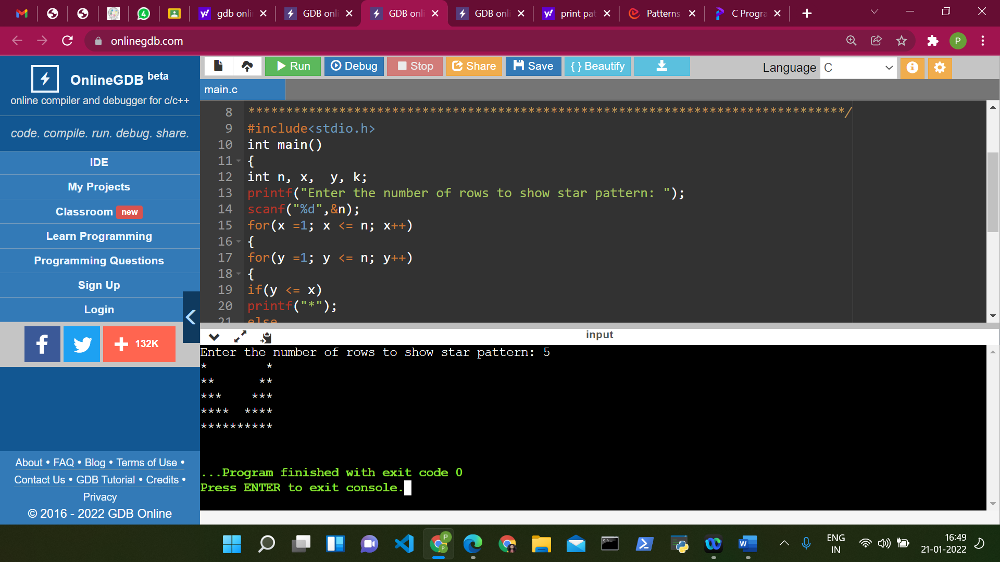 gdb onli
GDB onli
GDB onli
GDB onli
print pat
Patterns
C Progra
onlinegdb.com
P
OnlineGDB beta
online compiler and debugger for c/c++
code. compile. run. debug. share.
IDE
My Projects
Classroom new
Learn Programming
Programming Questions
Sign Up
Login
132K
About • FAQ • Blog • Terms of Use •
Contact Us • GDB Tutorial • Credits •
Privacy
© 2016 - 2022 GDB Online
Run
Debug
Stop
Share
Save
{ } Beautify
Language C
main.c
8 *******************************************************************************/
9 #include<stdio.h>
10 int main()
11 {
12 int n, x,  y, k;
13 printf("Enter the number of rows to show star pattern: ");
14 scanf("%d",&n);
15 for(x =1; x <= n; x++)
16 {
17 for(y =1; y <= n; y++)
18 {
19 if(y <= x)
20 printf("*");
21 else
input
Enter the number of rows to show star pattern: 5
*        *
**      **
***    ***
****  ****
**********
...Program finished with exit code 0
Press ENTER to exit console.
ENG
IN
16:49
21-01-2022